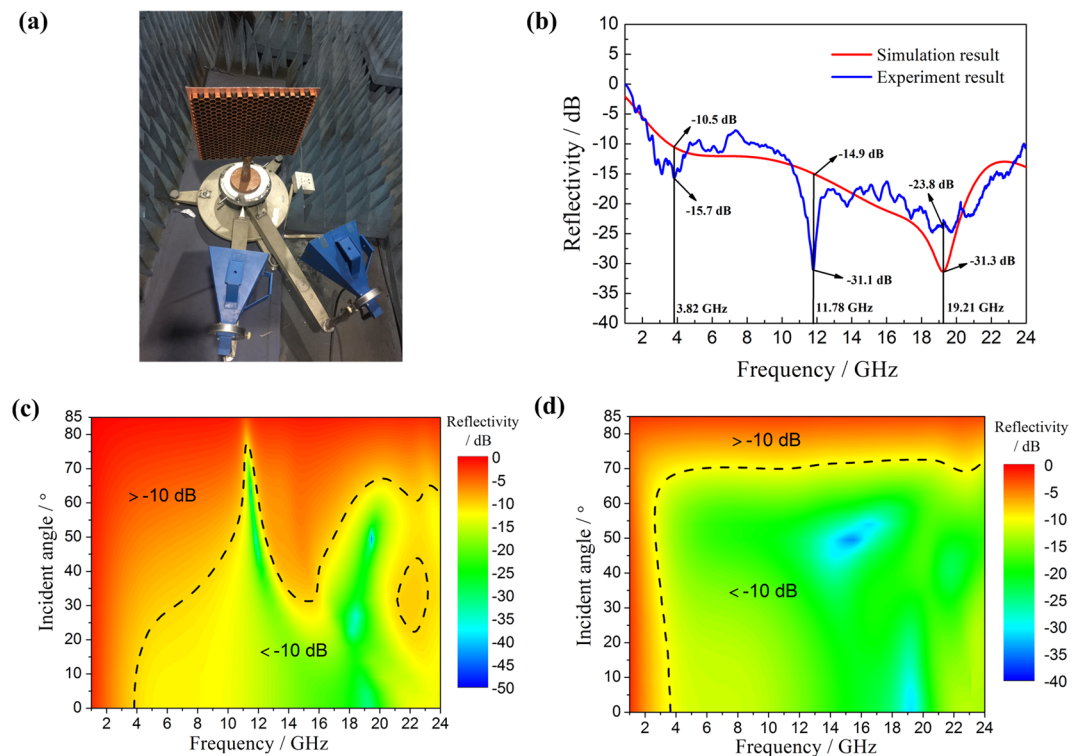 (a)
(b)
10
5
0
-5
-10
-15
-20
-25
-30
-35
-40
Reflectivity / dB
Simulation result
Experiment result
-10.5 dB
-14.9 dB
-23.8 dB
-15.7 dB
-31.1 dB
-31.3 dB
3.82 GHz
11.78 GHz
19.21 GHz
2 4 6 8 10 12 14 16 18 20 22 24
Frequency / GHz
(c)
85
80
70
60
50
40
30
20
10
0
Incident angle / °
> -10 dB
< -10 dB
2 4 6 8 10 12 14 16 18 20 22 24
Frequency / GHz
Reflectivity
/ dB
0
-5
-10
-15
-20
-25
-30
-35
-40
-45
-50
(d)
85
80
70
60
50
40
30
20
10
0
Incident angle / °
> -10 dB
< -10 dB
2 4 6 8 10 12 14 16 18 20 22 24
Frequency / GHz
Reflectivity
/ dB
0
-5
-10
-15
-20
-25
-30
-35
-40